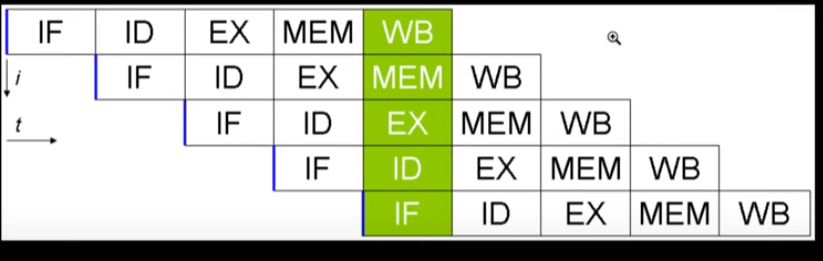 IF ID EX MEM WB
i IF ID EX MEM WB
t IF ID EX MEM WB
IF ID EX MEM WB
IF ID EX MEM WB